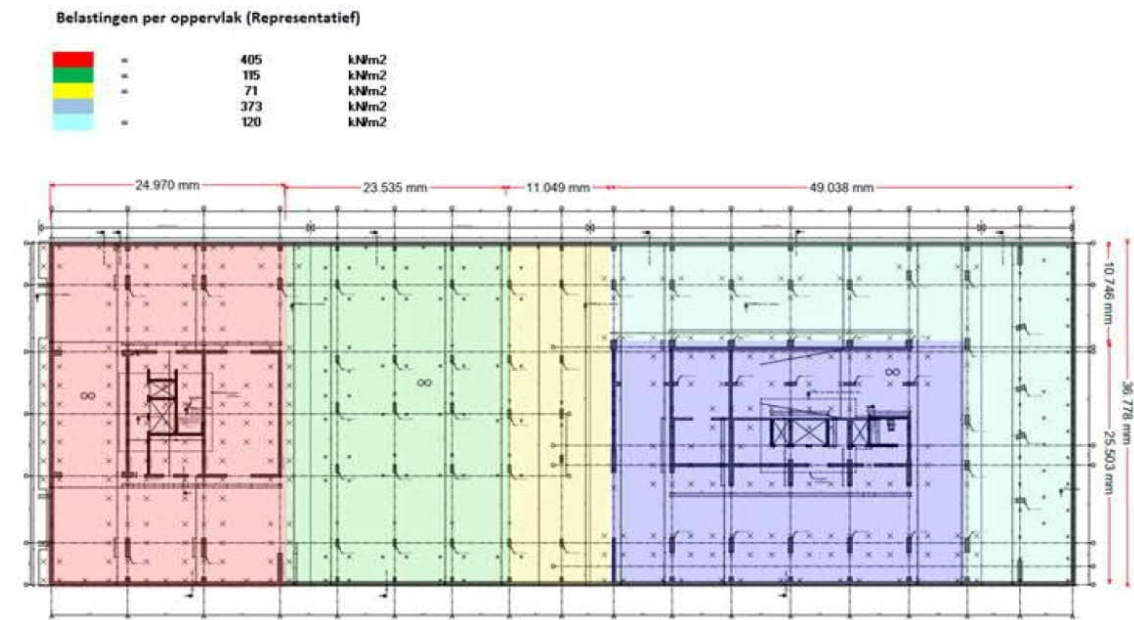 Belastingen per oppervlak (Representatief)
= 405 kN/m2
= 115 kN/m2
= 71 kN/m2
373 kN/m2
= 120 kN/m2
24.970 mm 23.535 mm 11.049 mm 49.038 mm
10.746 mm
36.778 mm
25.503 mm